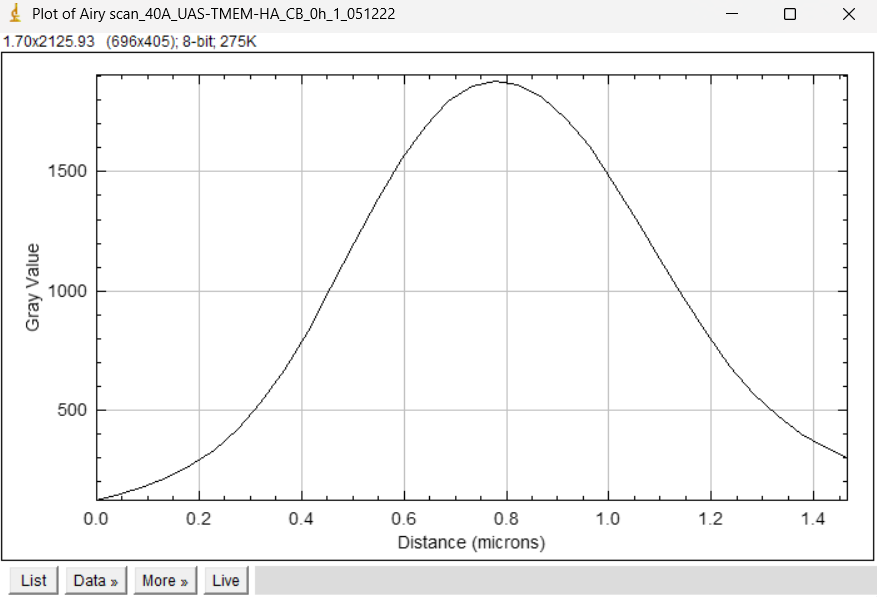 Plot of Airy scan_40A_UAS-TMEM-HA_CB_0h_1_051222
1.70x2125.93 (696x405); 8-bit; 275K
1500
1000
500
Gray Value
0.0 0.2 0.4 0.6 0.8 1.0 1.2 1.4
Distance (microns)
List Data » More » Live